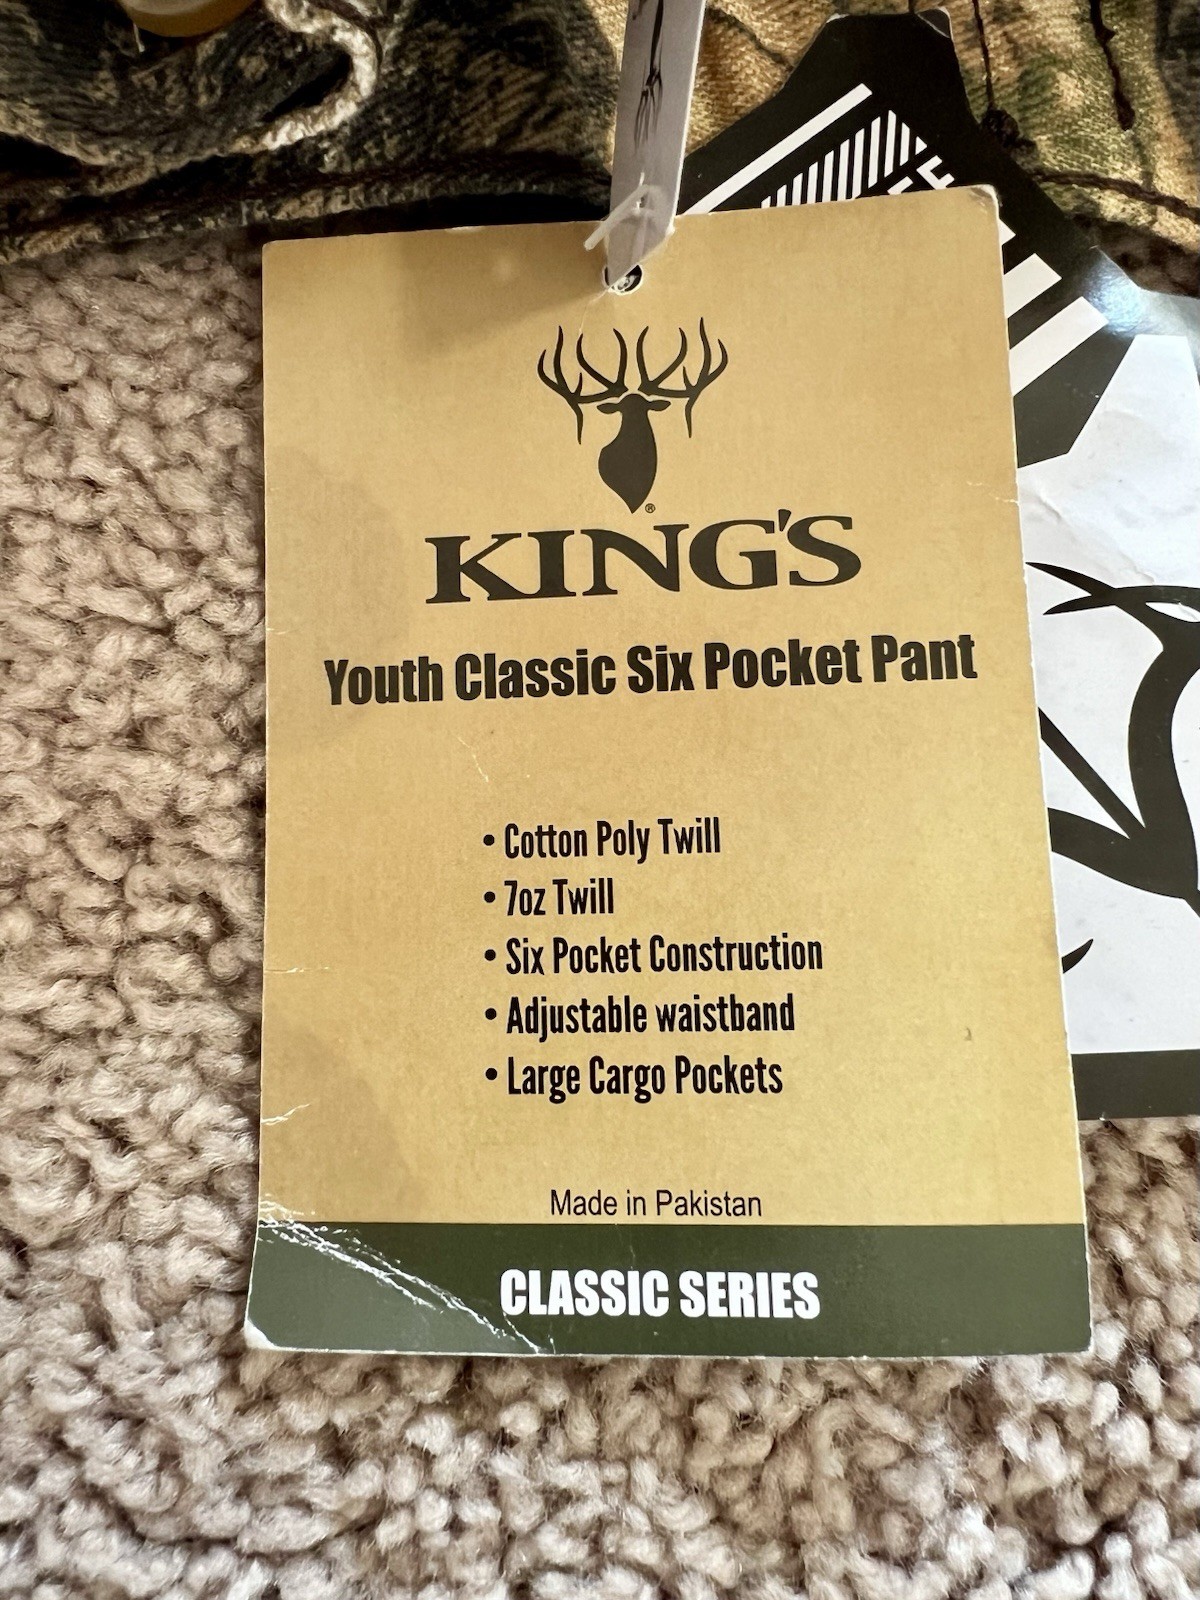 ®
KING'S
Youth Classic Six Pocket Pant
• Cotton Poly Twill
• 7oz Twill
• Six Pocket Construction
• Adjustable waistband
• Large Cargo Pockets
Made in Pakistan
CLASSIC SERIES